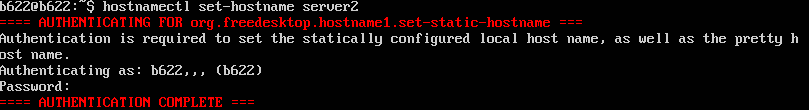 b622@b622:~$ hostnamectl set-hostname server2
==== AUTHENTICATING FOR org.freedesktop.hostname1.set-static-hostname ===
Authentication is required to set the statically configured local host name, as well as the pretty h
ost name.
Authenticating as: b622,,, (b622)
Password:
==== AUTHENTICATION COMPLETE ===